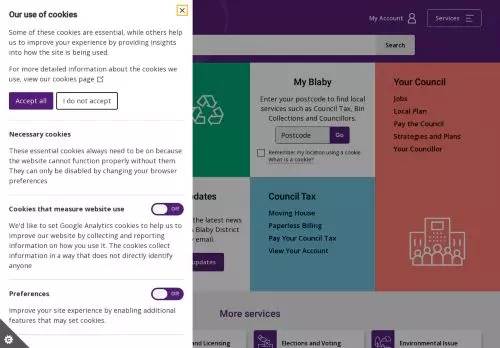 Our use of cookies
Some of these cookies are essential, while others help
us to improve your experience by providing insights
into how the site is being used.
For more detailed information about the cookies we
use, view our cookies page
Accept all
I do not accept
Necessary cookies
These essential cookies always need to be on because
the website cannot function properly without them.
They can only be disabled by changing your browser
preferences
Cookies that measure website use
Off
We'd like to set Google Analytics cookies to help us to
improve our website by collecting and reporting
information on how you use it. The cookies collect
information in a way that does not directly identify
anyone
Preferences
Off
Improve your site experience by enabling additional
features that may set cookies.
My Account
Services
Search
My Blaby
Enter your postcode to find local
services such as Council Tax, Bin
Collections and Councillors.
Postcode
Go
Remember my location using a cookie
What is a cookie?
Your Council
Jobs
Local Plan
Pay the Council
Strategies and Plans
Your Councillor
dates
the latest news
Blaby District
email.
updates
Council Tax
Moving House
Paperless Billing
Pay Your Council Tax
View Your Account
More services
and Licensing
Elections and Voting
Environmental Issue